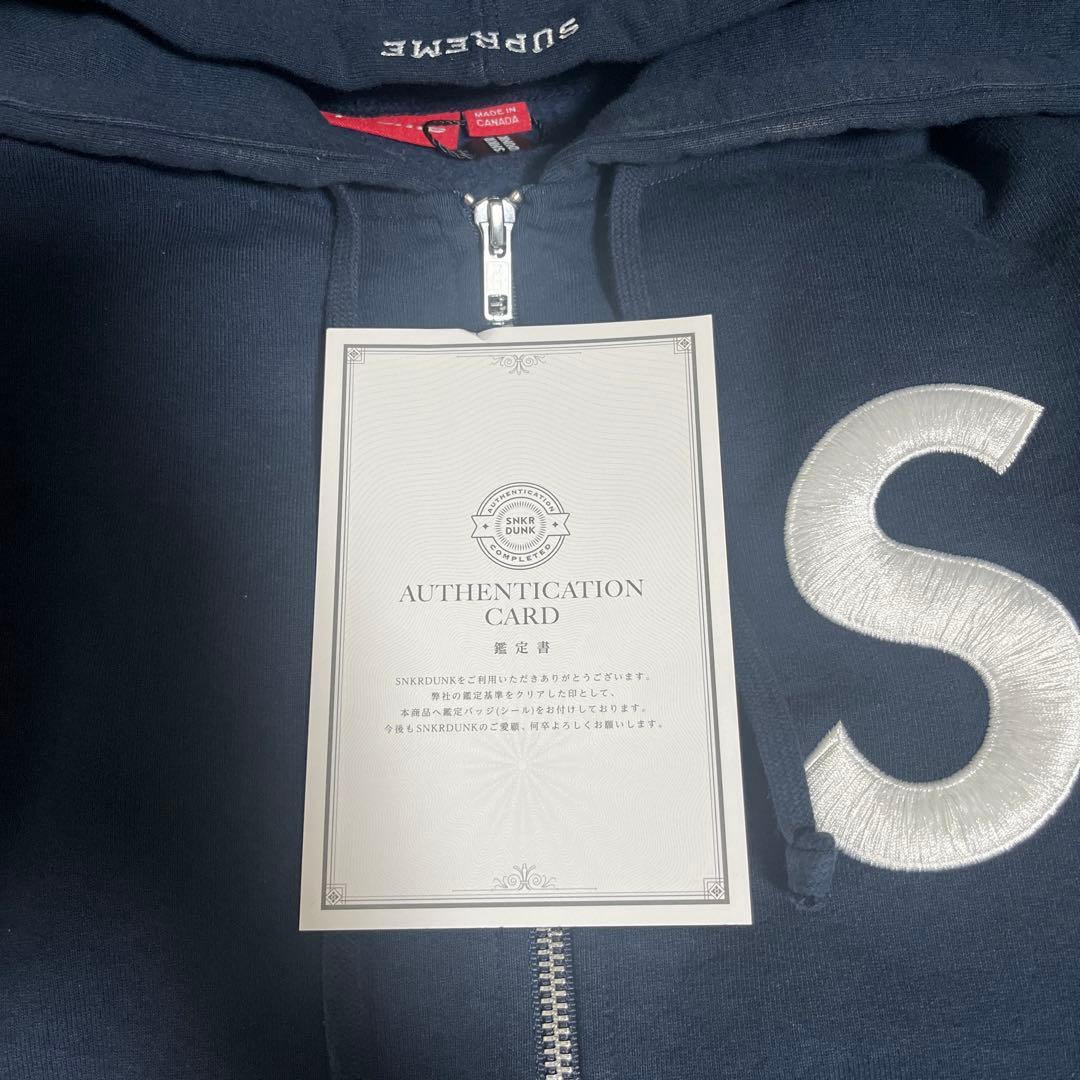 SUPREME
MADE IN
CANADA
AUTHENTICATION
SNKR
DUNK
COMPLETED
AUTHENTICATION
CARD
鑑定書
SNKRDUNKをご利用いただきありがとうございます。
弊社の鑑定基準をクリアした印として、
本商品へ鑑定バッジ(シール)をお付けしております。
今後もSNKRDUNKのご愛顧、何卒よろしくお願いします。
S